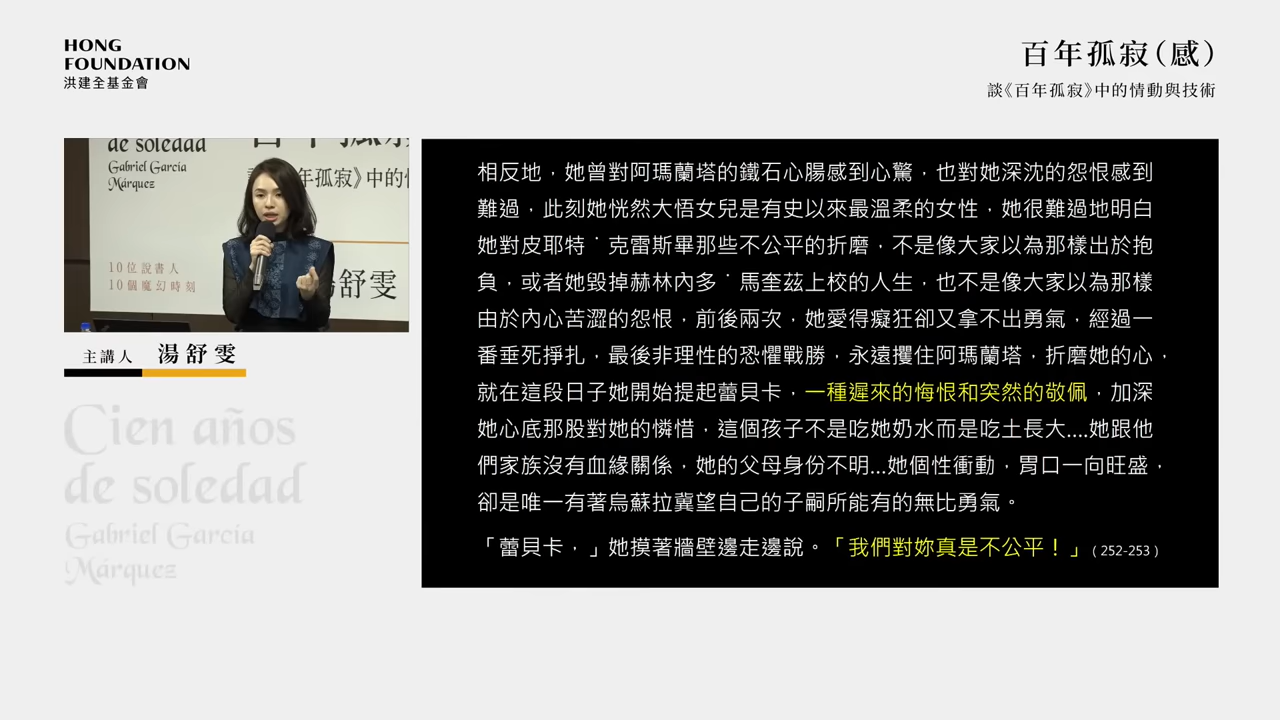 HONG
FOUNDATION
洪建全基金會
百年孤寂(感)
談《百年孤寂》中的情動與技術
de soledad
Gabriel García
Márquez
年孤寂》中的
10位說書人
10個魔幻時刻
舒雯
主講人 湯舒雯
Cien años
de soledad
Gabriel García
Márquez
相反地，她曾對阿瑪蘭塔的鐵石心腸感到心驚，也對她深沈的怨恨感到
難過，此刻她恍然大悟女兒是有史以來最溫柔的女性，她很難過地明白
她對皮耶特˙克雷斯畢那些不公平的折磨，不是像大家以為那樣出於抱
負，或者她毀掉赫林內多˙馬奎茲上校的人生，也不是像大家以為那樣
由於內心苦澀的怨恨，前後兩次，她愛得癡狂卻又拿不出勇氣，經過一
番垂死掙扎，最後非理性的恐懼戰勝，永遠攫住阿瑪蘭塔，折磨她的心，
就在這段日子她開始提起蕾貝卡，一種遲來的悔恨和突然的敬佩，加深
她心底那股對她的憐惜，這個孩子不是吃她奶水而是吃土長大....她跟他
們家族沒有血緣關係，她的父母身份不明...她個性衝動，胃口一向旺盛，
卻是唯一有著烏蘇拉冀望自己的子嗣所能有的無比勇氣。
「蕾貝卡，」她摸著牆壁邊走邊說。「我們對妳真是不公平！」（252-253）